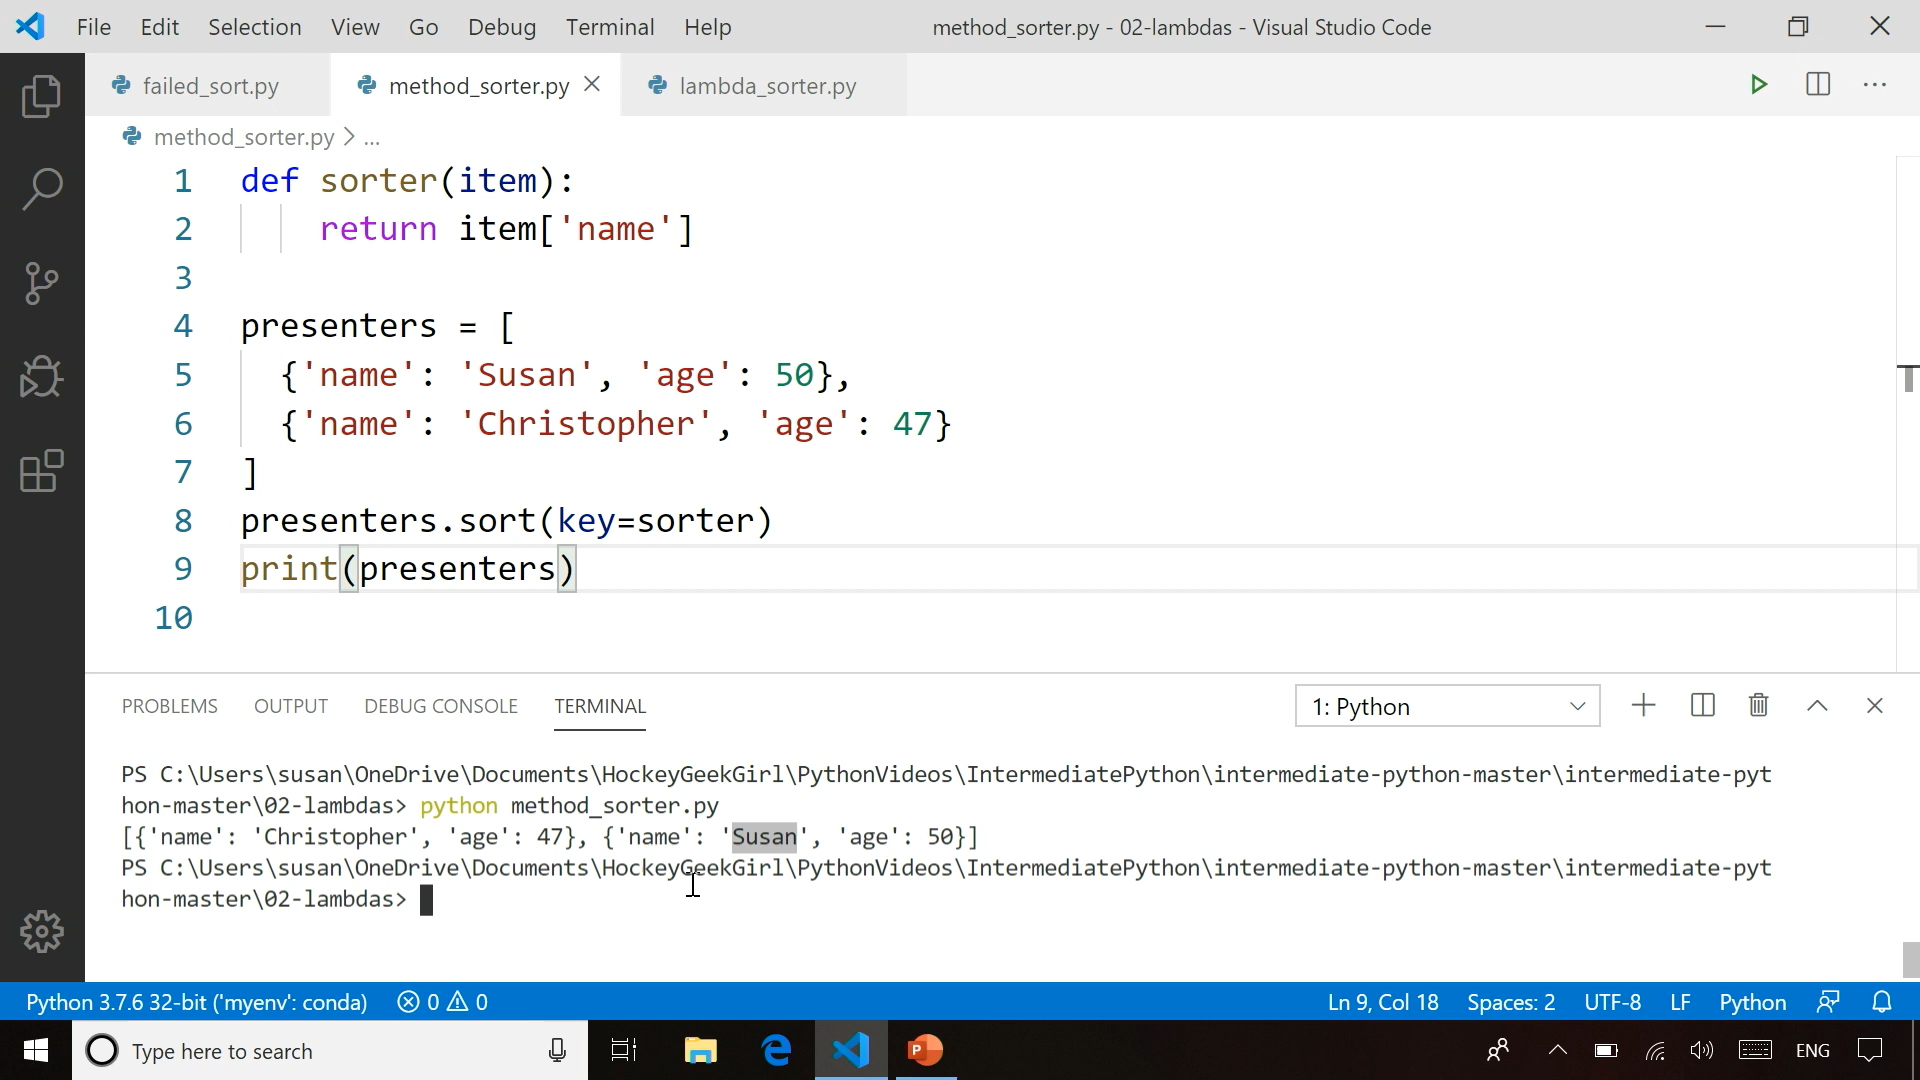 File Edit Selection View Go Debug Terminal Help method_sorter.py - 02-lambdas - Visual Studio Code
failed_sort.py method_sorter.py lambda_sorter.py
method_sorter.py > ...
1 def sorter(item):
2     return item['name']
3
4 presenters = [
5   {'name': 'Susan', 'age': 50},
6   {'name': 'Christopher', 'age': 47}
7 ]
8 presenters.sort(key=sorter)
9 print(presenters)
10
PROBLEMS OUTPUT DEBUG CONSOLE TERMINAL 1: Python
PS C:\Users\susan\OneDrive\Documents\HockeyGeekGirl\PythonVideos\IntermediatePython\intermediate-python-master\intermediate-pyt
hon-master\02-lambdas> python method_sorter.py
[{'name': 'Christopher', 'age': 47}, {'name': 'Susan', 'age': 50}]
PS C:\Users\susan\OneDrive\Documents\HockeyGeekGirl\PythonVideos\IntermediatePython\intermediate-python-master\intermediate-pyt
hon-master\02-lambdas>
Python 3.7.6 32-bit ('myenv': conda) 0 0 Ln 9, Col 18 Spaces: 2 UTF-8 LF Python
Type here to search ENG